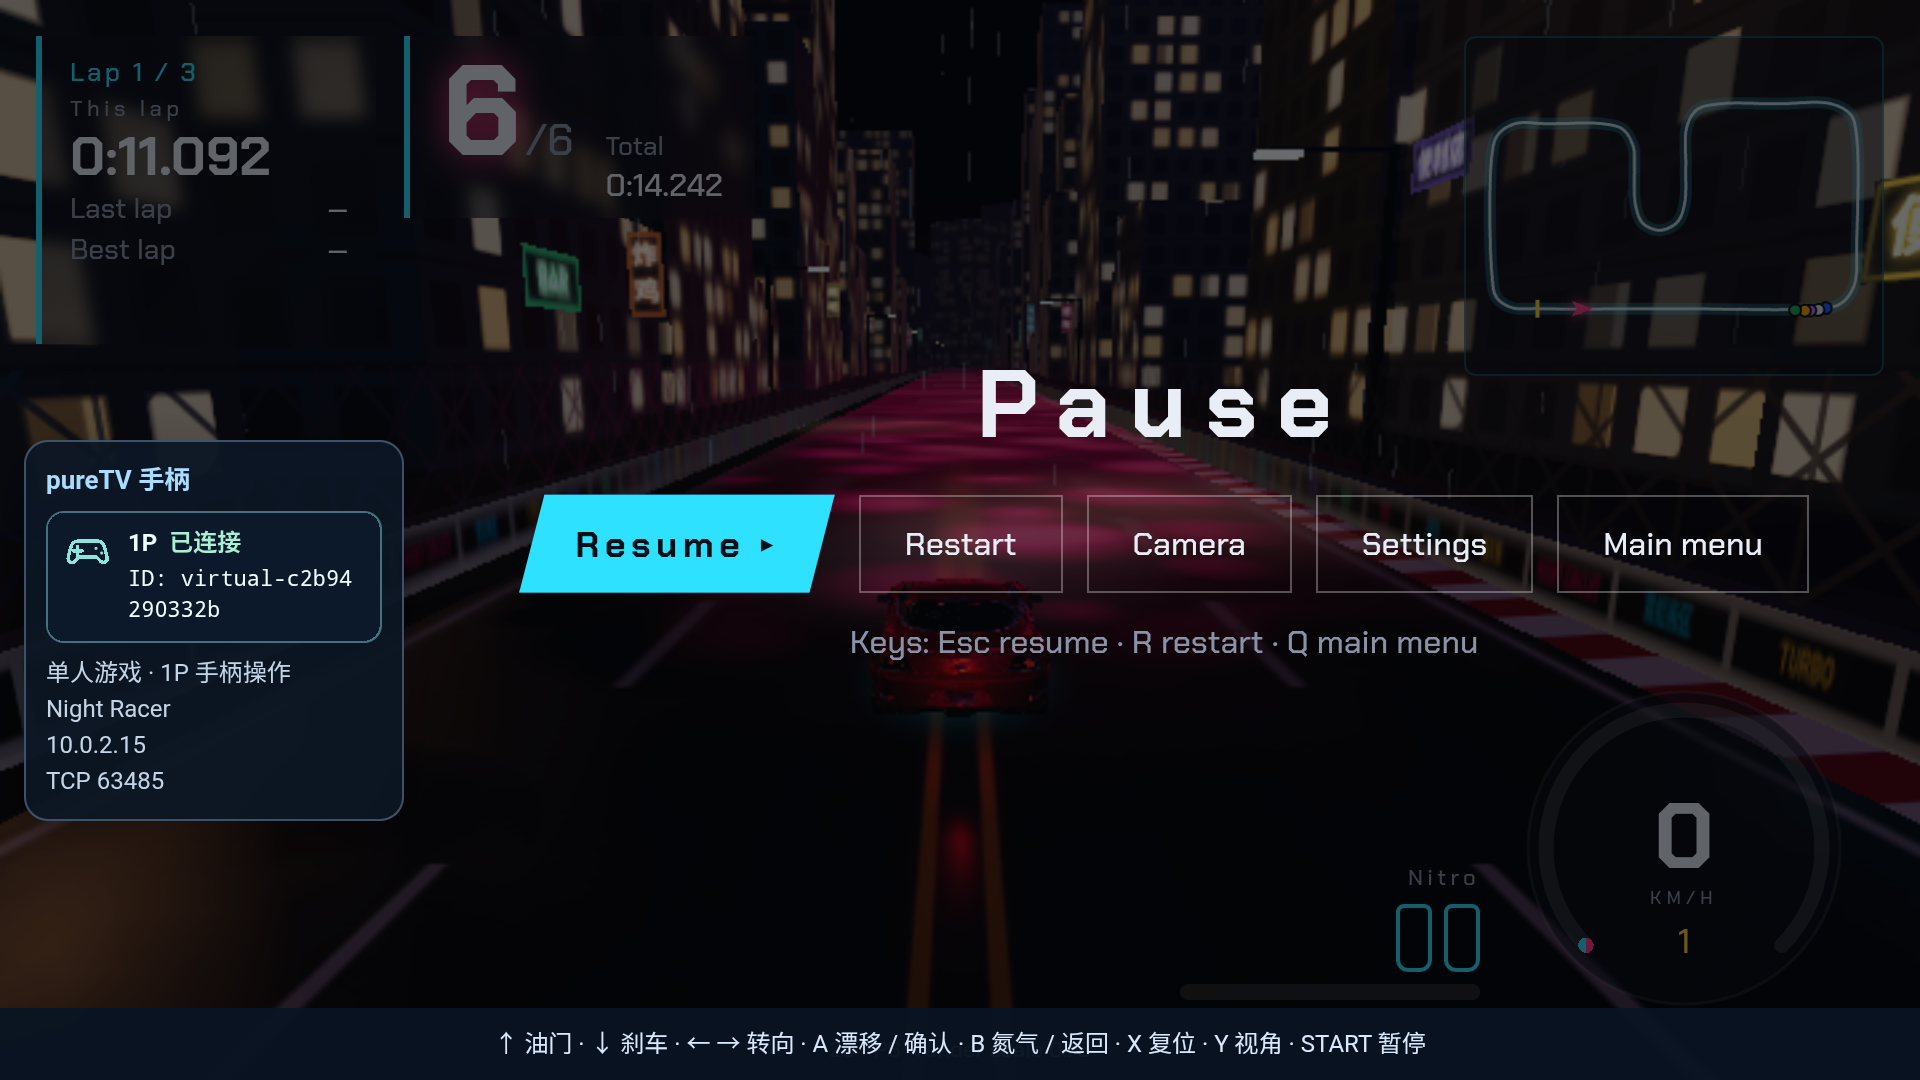 Lap 1 / 3
This lap
0:11.092
Last lap –
Best lap –
6/6
Total
0:14.242
BAR
炸鸡
Pause
Resume ▸
Restart
Camera
Settings
Main menu
Keys: Esc resume · R restart · Q main menu
pureTV 手柄
1P 已连接
ID: virtual-c2b94
290332b
单人游戏 · 1P 手柄操作
Night Racer
10.0.2.15
TCP 63485
TURBO
Nitro
0
KM/H
1
↑ 油门 · ↓ 刹车 · ←→ 转向 · A 漂移 / 确认 · B 氮气 / 返回 · X 复位 · Y 视角 · START 暂停